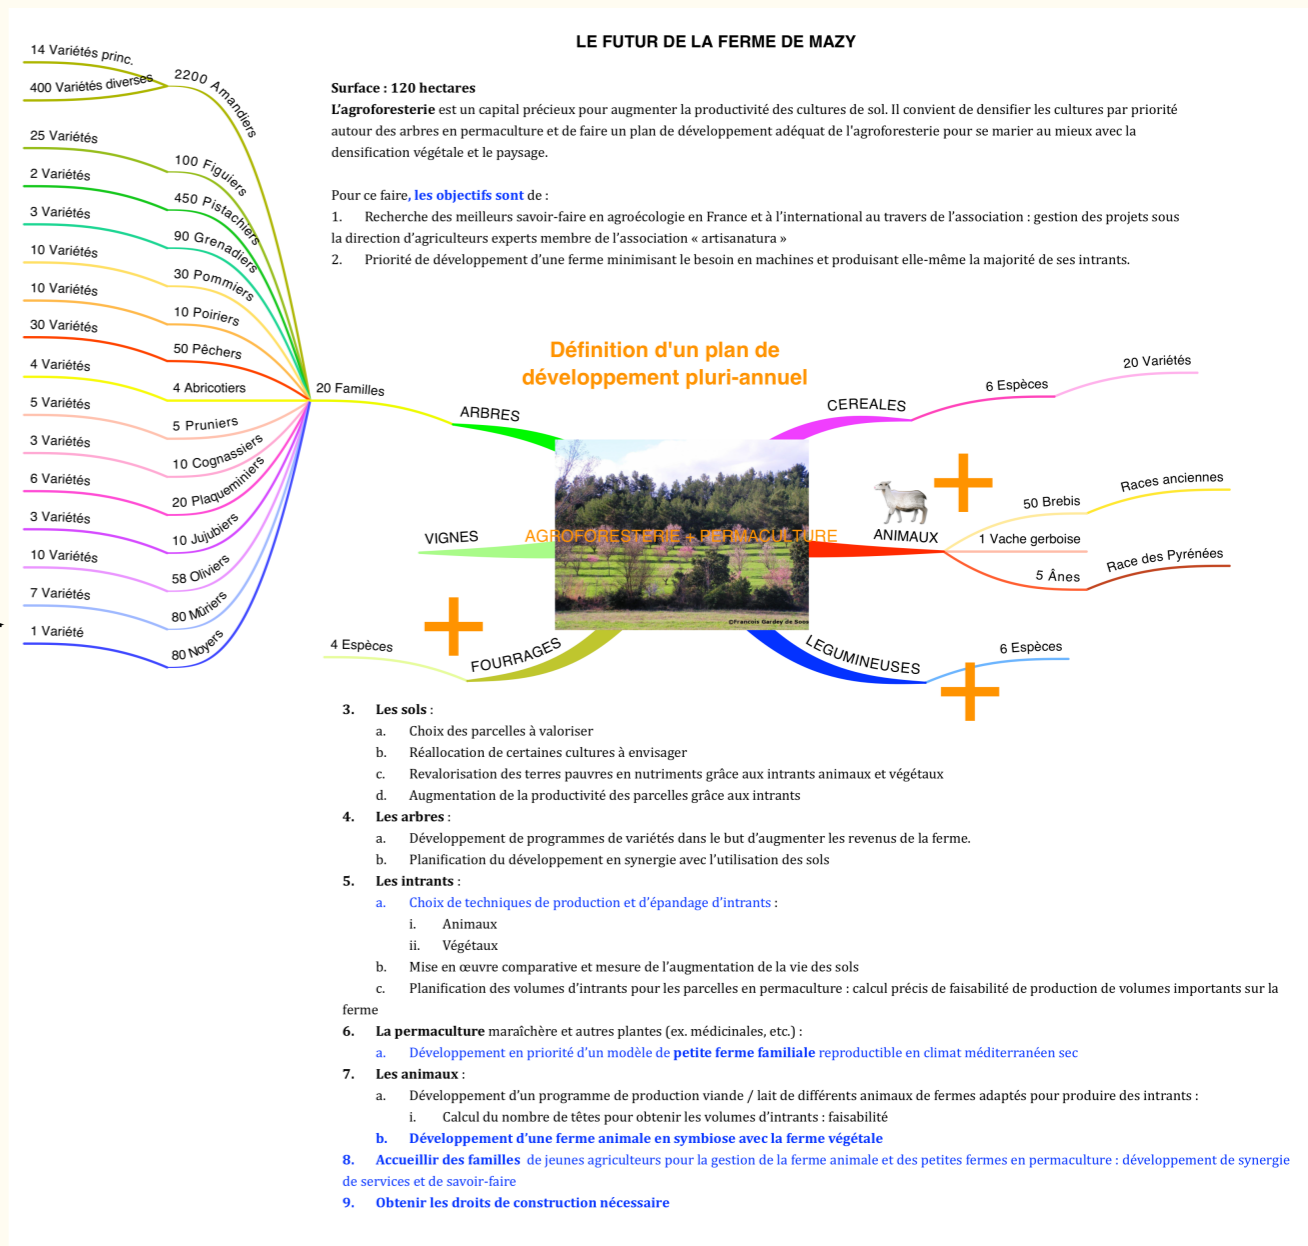 LE FUTUR DE LA FERME DE MAZY
Surface : 120 hectares
L'agroforesterie est un capital précieux pour augmenter la productivité des cultures de sol. Il convient de densifier les cultures par priorité
autour des arbres en permaculture et de faire un plan de développement adéquat de l'agroforesterie pour se marier au mieux avec la
densification végétale et le paysage.
Pour ce faire, les objectifs sont de :
1. Recherche des meilleurs savoir-faire en agroécologie en France et à l'international au travers de l'association : gestion des projets sous
la direction d'agriculteurs experts membre de l'association « artisanatura »
2. Priorité de développement d'une ferme minimisant le besoin en machines et produisant elle-même la majorité de ses intrants.
14 Variétés princ.
400 Variétés diverses
2200 Amandiers
25 Variétés
100 Figuiers
2 Variétés
450 Pistachiers
3 Variétés
90 Grenadiers
10 Variétés
30 Pommiers
10 Variétés
10 Poiriers
30 Variétés
50 Pêchers
4 Variétés
4 Abricotiers
5 Variétés
5 Pruniers
3 Variétés
10 Cognassiers
6 Variétés
20 Plaqueminiers
3 Variétés
10 Jujubiers
10 Variétés
58 Oliviers
7 Variétés
80 Mûriers
1 Variété
80 Noyers
20 Familles
ARBRES
Définition d'un plan de
développement pluri-annuel
CEREALES
6 Espèces
20 Variétés
VIGNES
AGROFORESTERIE + PERMACULTURE
ANIMAUX
50 Brebis
Races anciennes
1 Vache gerboise
5 Ânes
Race des Pyrénées
©Francois Gardey de Soos
4 Espèces
FOURRAGES
LEGUMINEUSES
6 Espèces
3. Les sols :
a. Choix des parcelles à valoriser
b. Réallocation de certaines cultures à envisager
c. Revalorisation des terres pauvres en nutriments grâce aux intrants animaux et végétaux
d. Augmentation de la productivité des parcelles grâce aux intrants
4. Les arbres :
a. Développement de programmes de variétés dans le but d'augmenter les revenus de la ferme.
b. Planification du développement en synergie avec l'utilisation des sols
5. Les intrants :
a. Choix de techniques de production et d'épandage d'intrants :
i. Animaux
ii. Végétaux
b. Mise en œuvre comparative et mesure de l'augmentation de la vie des sols
c. Planification des volumes d'intrants pour les parcelles en permaculture : calcul précis de faisabilité de production de volumes importants sur la
ferme
6. La permaculture maraîchère et autres plantes (ex. médicinales, etc.) :
a. Développement en priorité d'un modèle de petite ferme familiale reproductible en climat méditerranéen sec
7. Les animaux :
a. Développement d'un programme de production viande / lait de différents animaux de fermes adaptés pour produire des intrants :
i. Calcul du nombre de têtes pour obtenir les volumes d'intrants : faisabilité
b. Développement d'une ferme animale en symbiose avec la ferme végétale
8. Accueillir des familles de jeunes agriculteurs pour la gestion de la ferme animale et des petites fermes en permaculture : développement de synergie
de services et de savoir-faire
9. Obtenir les droits de construction nécessaire